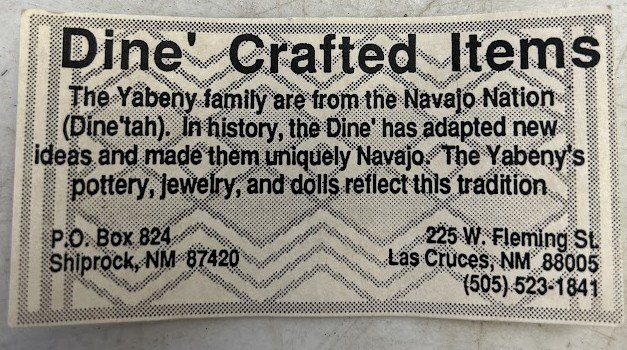 Dine' Crafted Items
The Yabeny family are from the Navajo Nation
(Dine'tah). In history, the Dine' has adapted new
ideas and made them uniquely Navajo. The Yabeny's
pottery, jewelry, and dolls reflect this tradition
P.O. Box 824
Shiprock, NM 87420
225 W. Fleming St.
Las Cruces, NM 88005
(505) 523-1841